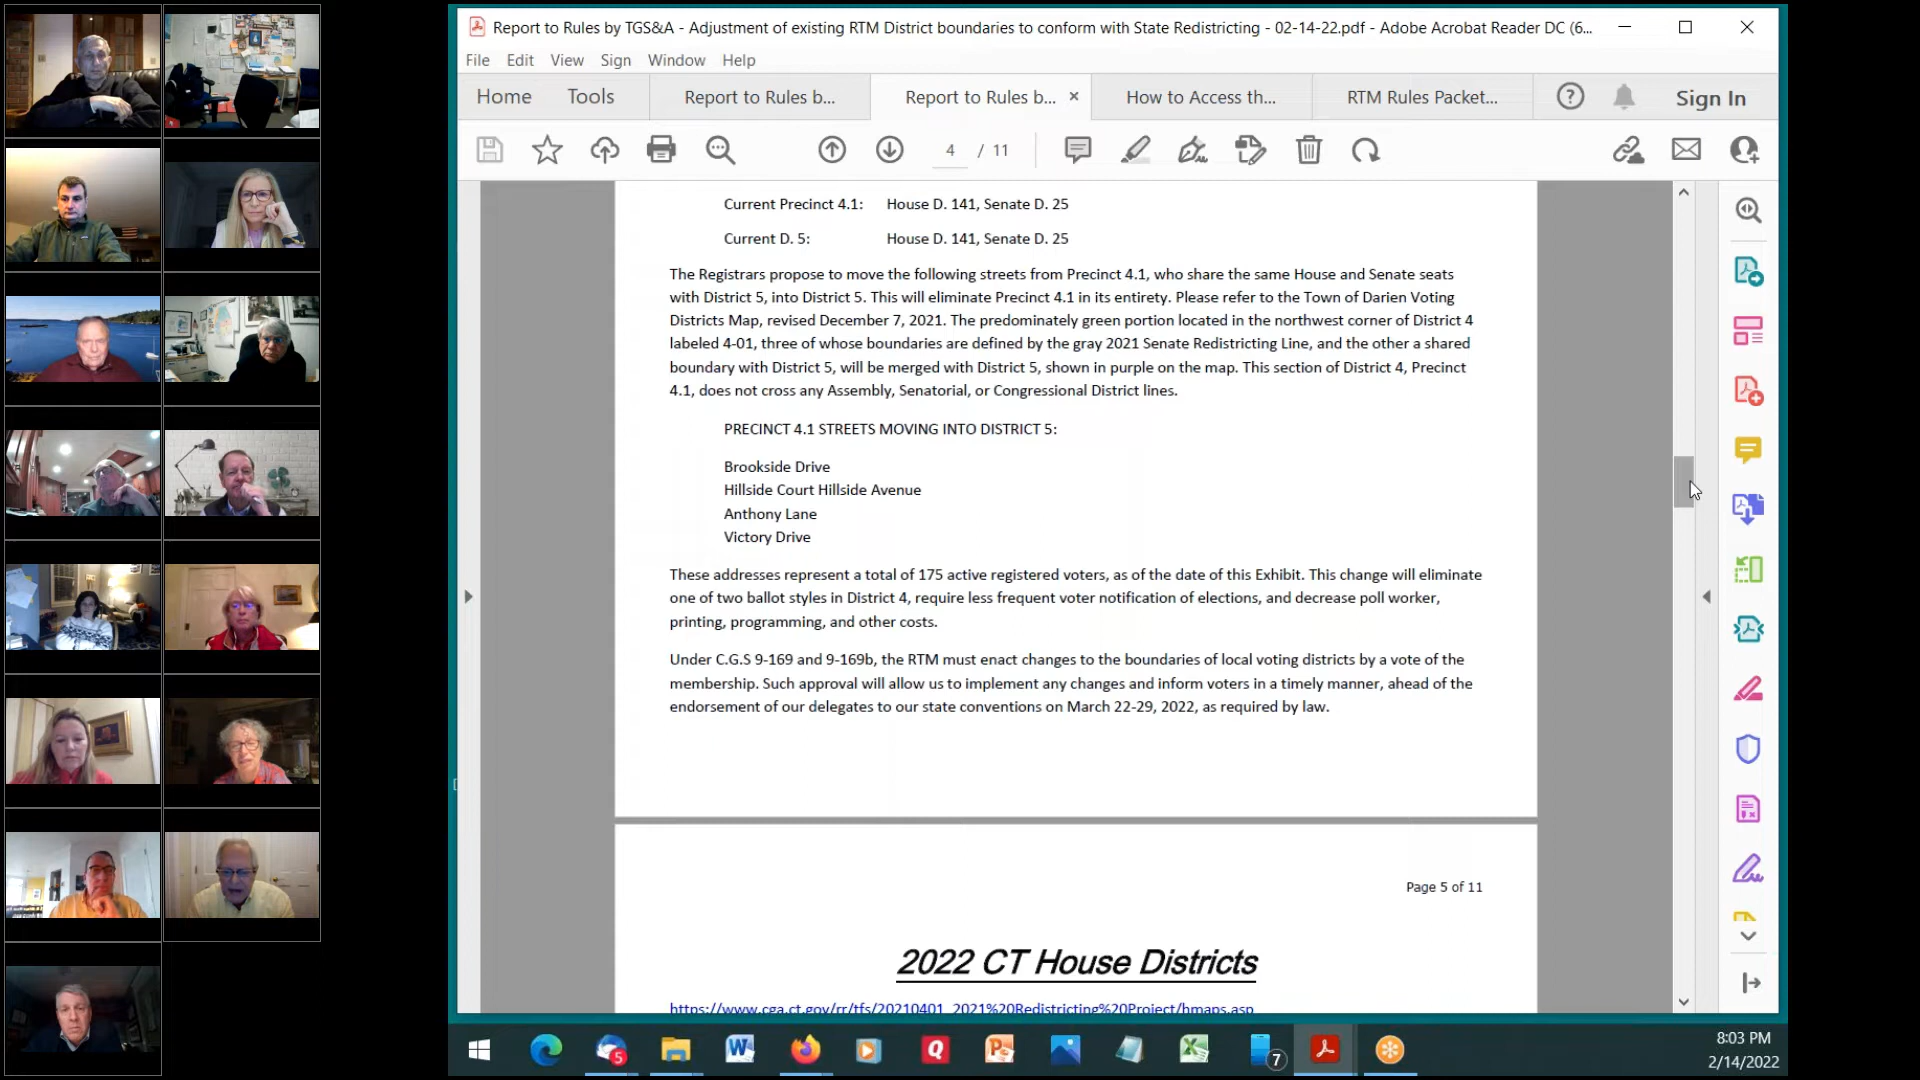 Report to Rules by TGS&A - Adjustment of existing RTM District boundaries to conform with State Redistricting - 02-14-22.pdf - Adobe Acrobat Reader DC (6...
File Edit View Sign Window Help
Home Tools Report to Rules b... Report to Rules b... × How to Access th... RTM Rules Packet... Sign In
4 / 11
Current Precinct 4.1: House D. 141, Senate D. 25
Current D. 5: House D. 141, Senate D. 25
The Registrars propose to move the following streets from Precinct 4.1, who share the same House and Senate seats
with District 5, into District 5. This will eliminate Precinct 4.1 in its entirety. Please refer to the Town of Darien Voting
Districts Map, revised December 7, 2021. The predominately green portion located in the northwest corner of District 4
labeled 4-01, three of whose boundaries are defined by the gray 2021 Senate Redistricting Line, and the other a shared
boundary with District 5, will be merged with District 5, shown in purple on the map. This section of District 4, Precinct
4.1, does not cross any Assembly, Senatorial, or Congressional District lines.
PRECINCT 4.1 STREETS MOVING INTO DISTRICT 5:
Brookside Drive
Hillside Court Hillside Avenue
Anthony Lane
Victory Drive
These addresses represent a total of 175 active registered voters, as of the date of this Exhibit. This change will eliminate
one of two ballot styles in District 4, require less frequent voter notification of elections, and decrease poll worker,
printing, programming, and other costs.
Under C.G.S 9-169 and 9-169b, the RTM must enact changes to the boundaries of local voting districts by a vote of the
membership. Such approval will allow us to implement any changes and inform voters in a timely manner, ahead of the
endorsement of our delegates to our state conventions on March 22-29, 2022, as required by law.
Page 5 of 11
2022 CT House Districts
https://www.cga.ct.gov/rr/tfs/20210401_2021%20Redistricting%20Project/hmaps.asp
5
7
8:03 PM
2/14/2022